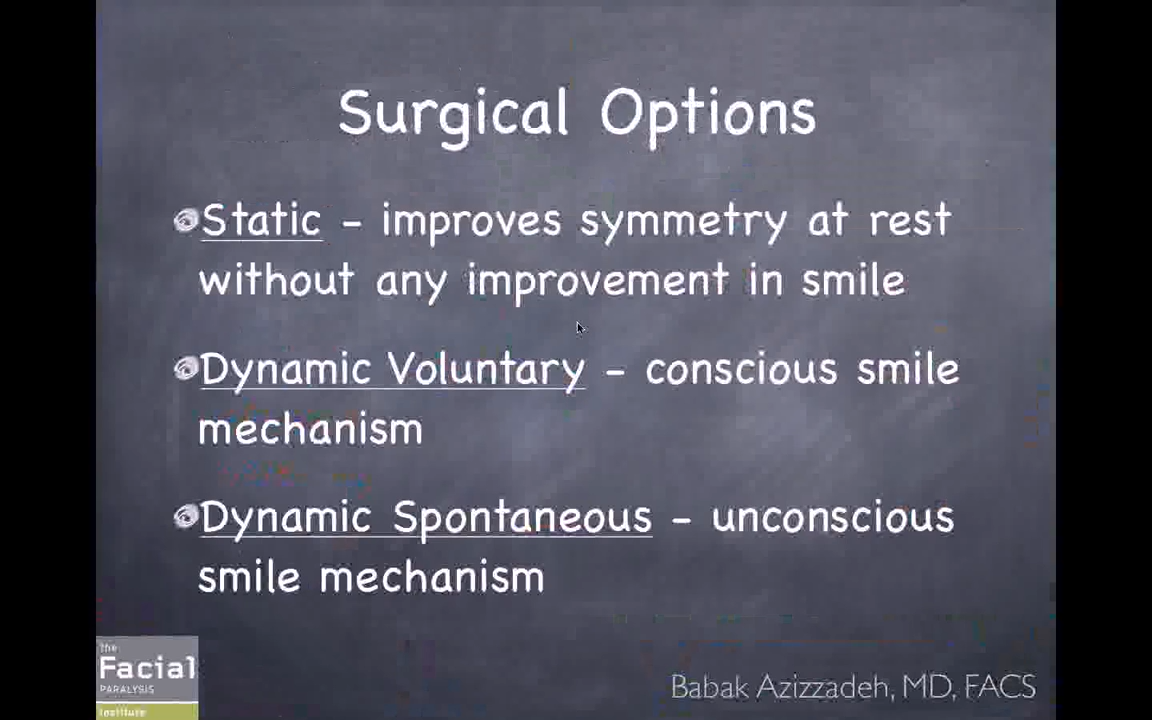 Surgical Options
Static - improves symmetry at rest
without any improvement in smile
Dynamic Voluntary - conscious smile
mechanism
Dynamic Spontaneous - unconscious
smile mechanism
the
Facial
PARALYSIS
Institute
Babak Azizzadeh, MD, FACS